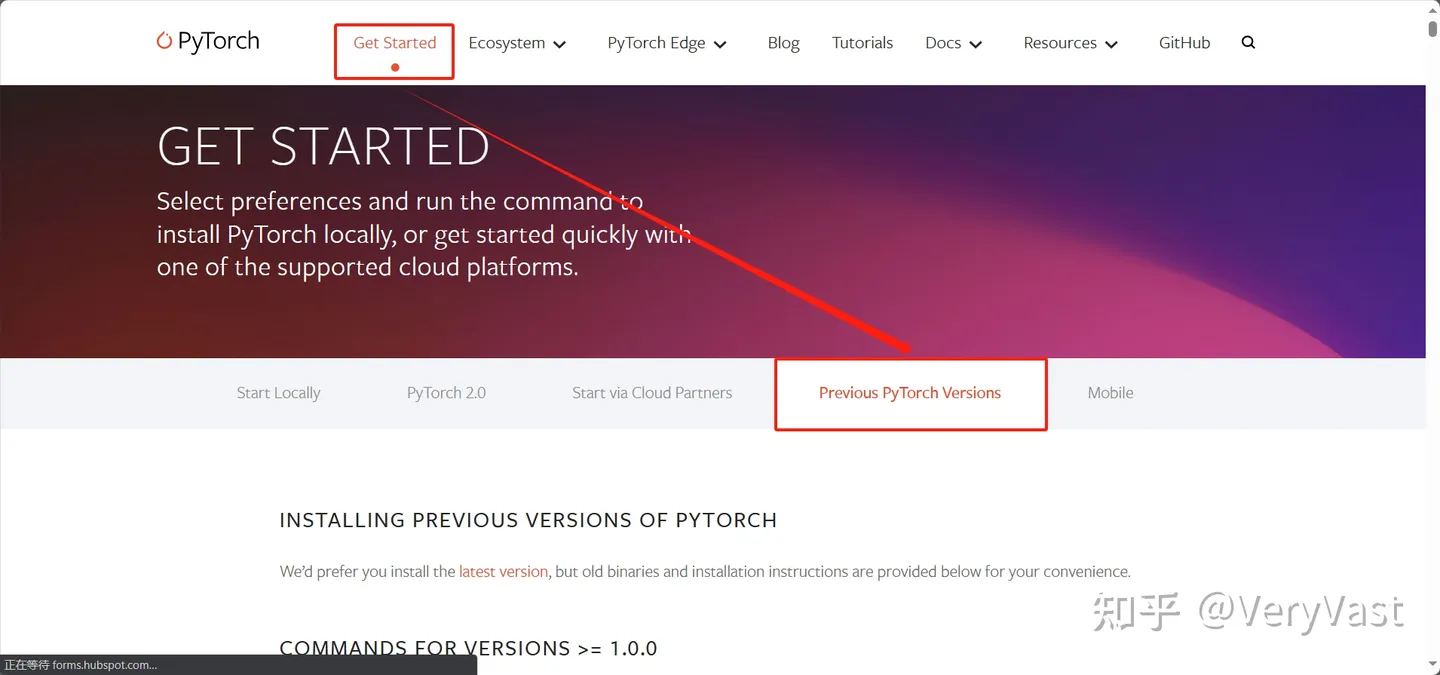 PyTorch
Get Started
Ecosystem
PyTorch Edge
Blog
Tutorials
Docs
Resources
GitHub
GET STARTED
Select preferences and run the command to
install PyTorch locally, or get started quickly with
one of the supported cloud platforms.
Start Locally
PyTorch 2.0
Start via Cloud Partners
Previous PyTorch Versions
Mobile
INSTALLING PREVIOUS VERSIONS OF PYTORCH
We'd prefer you install the latest version, but old binaries and installation instructions are provided below for your convenience.
知乎 @VeryVast
COMMANDS FOR VERSIONS >= 1.0.0
正在等待 forms.hubspot.com...